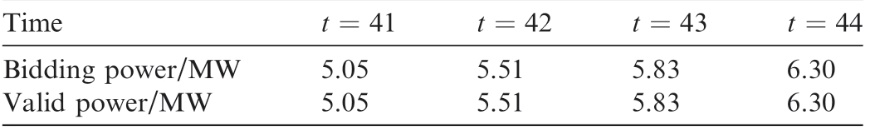 Time t = 41 t = 42 t = 43 t = 44
Bidding power/MW 5.05 5.51 5.83 6.30
Valid power/MW 5.05 5.51 5.83 6.30